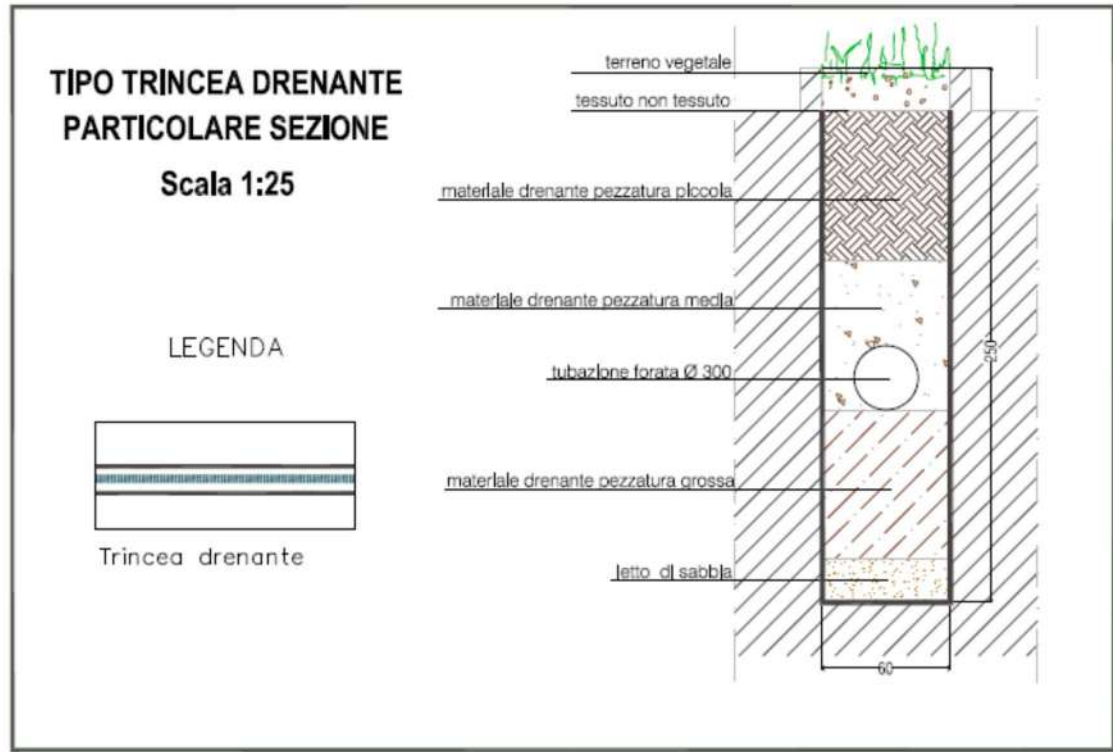 TIPO TRINCEA DRENANTE
PARTICOLARE SEZIONE
Scala 1:25
LEGENDA
Trincea drenante
terreno vegetale
tessuto non tessuto
materiale drenante pezzatura piccola
materiale drenante pezzatura media
tubazione forata Ø 300
materiale drenante pezzatura grossa
letto di sabbia
250
60